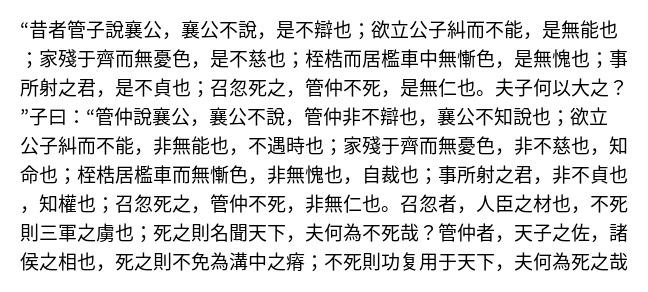 “昔者管子說襄公，襄公不說，是不辯也；欲立公子糾而不能，是無能也
；家殘于齊而無憂色，是不慈也；桎梏而居檻車中無慚色，是無愧也；事
所射之君，是不貞也；召忽死之，管仲不死，是無仁也。夫子何以大之？
”子曰：“管仲說襄公，襄公不說，管仲非不辯也，襄公不知說也；欲立
公子糾而不能，非無能也，不遇時也；家殘于齊而無憂色，非不慈也，知
命也；桎梏居檻車而無慚色，非無愧也，自裁也；事所射之君，非不貞也
，知權也；召忽死之，管仲不死，非無仁也。召忽者，人臣之材也，不死
則三軍之虜也；死之則名聞天下，夫何為不死哉？管仲者，天子之佐，諸
侯之相也，死之則不免為溝中之瘠；不死則功复用于天下，夫何為死之哉